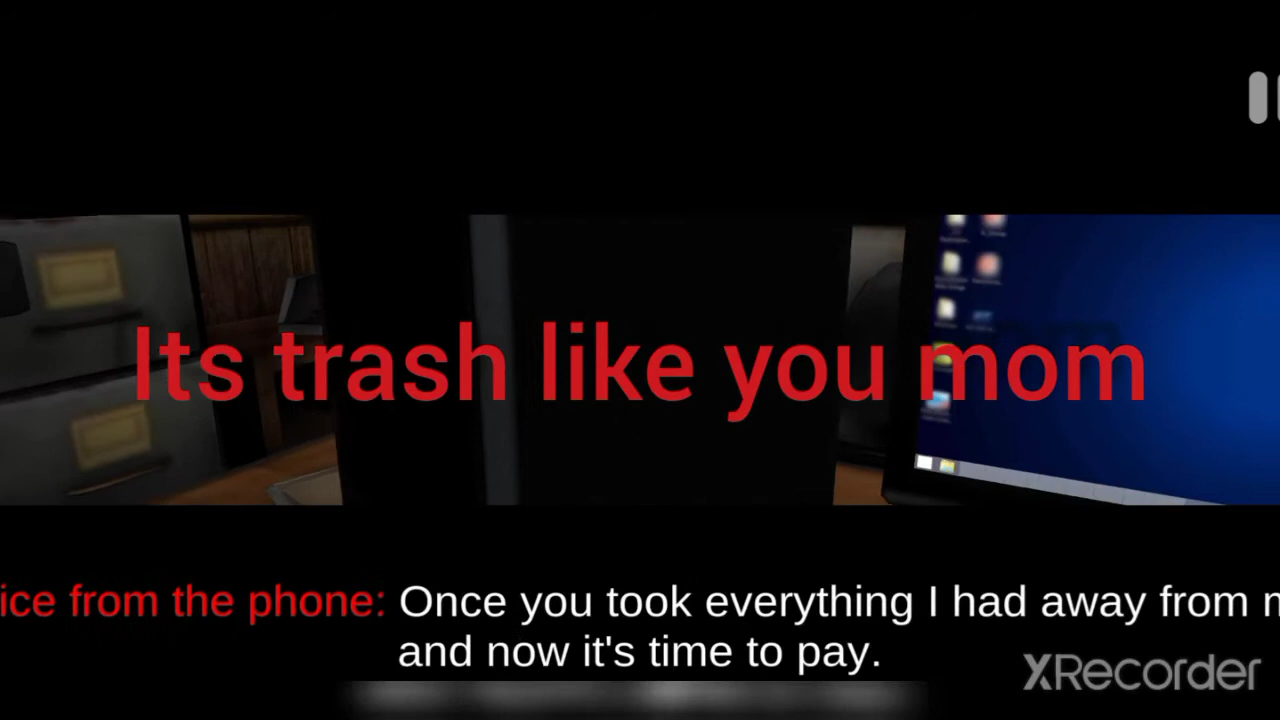 Its trash like you mom
ice from the phone: Once you took everything I had away from m
and now it's time to pay.
XRecorder